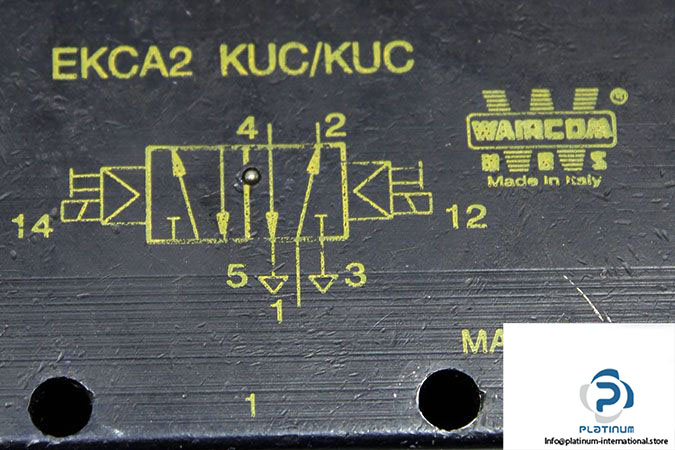 EKCA2 KUC/KUC
4 2
WAIRCOM
M B S
Made in Italy
14 12
5 3
1
MA
1
PLATINUM
Info@platinum-international.store